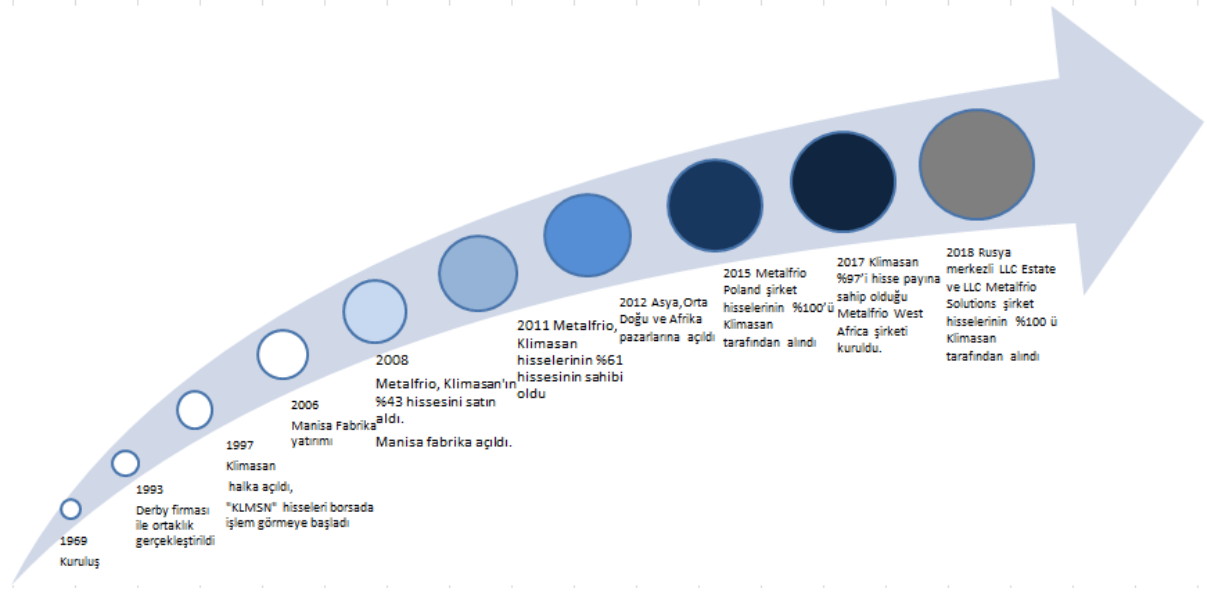 1969
Kuruluş
1993
Derby firması
ile ortaklık
gerçekleştirildi
1997
Klimasan
halka açıldı,
"KLMSN" hisseleri borsada
işlem görmeye başladı
2006
Manisa Fabrika
yatırımı
2008
Metalfrio, Klimasan'ın
%43 hissesini satın
aldı.
Manisa fabrika açıldı.
2011 Metalfrio,
Klimasan
hisselerinin %61
hissesinin sahibi
oldu
2012 Asya,Orta
Doğu ve Afrika
pazarlarına açıldı
2015 Metalfrio
Poland şirket
hisselerinin %100'ü
Klimasan
tarafından alındı
2017 Klimasan
%97'i hisse payına
sahip olduğu
Metalfrio West
Africa şirketi
kuruldu.
2018 Rusya
merkezli LLC Estate
ve LLC Metalfrio
Solutions şirket
hisselerinin %100 ü
Klimasan
tarafından alındı